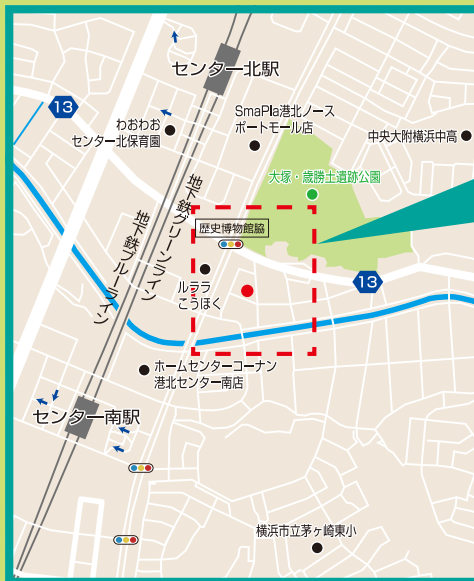 センター北駅
13
SmaPla港北ノース
ポートモール店
わおわお
センター北保育園
中央大附横浜中高
大塚・歳勝土遺跡公園
地下鉄グリーンライン
地下鉄ブルーライン
歴史博物館脇
ルララ
こうほく
13
ホームセンターコーナン
港北センター南店
センター南駅
横浜市立茅ヶ崎東小